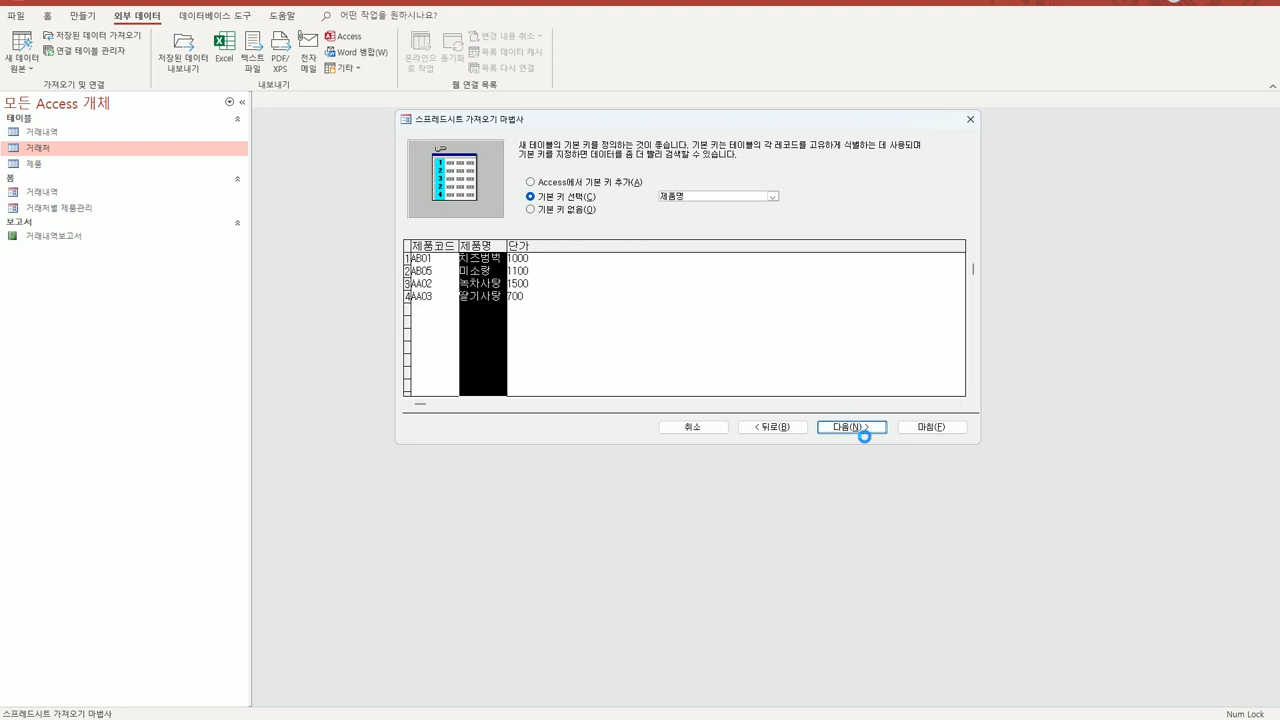 파일 홈 만들기 외부 데이터 데이터베이스 도구 도움말 어떤 작업을 원하시나요?
새 데이터 원본
저장된 데이터 가져오기
연결 테이블 관리자
가져오기 및 연결
저장된 데이터 내보내기
Excel
텍스트 파일
PDF/XPS
전자 메일
Access
Word 병합(W)
기타
내보내기
온라인으로 작업
동기화
변경 내용 취소
목록 데이터 캐시
목록 다시 연결
웹 연결 목록
모든 Access 개체
테이블
거래내역
거래처
제품
폼
거래내역
거래처별 제품관리
보고서
거래내역보고서
스프레드시트 가져오기 마법사
새 테이블의 기본 키를 정의하는 것이 좋습니다. 기본 키는 테이블의 각 레코드를 고유하게 식별하는 데 사용되며
기본 키를 지정하면 데이터를 좀 더 빨리 검색할 수 있습니다.
Access에서 기본 키 추가(A)
기본 키 선택(C) 제품명
기본 키 없음(O)
제품코드 제품명 단가
1 AB01 치즈범벅 1000
2 AB05 미소랑 1100
3 AA02 녹차사탕 1500
4 AA03 딸기사탕 700
취소 < 뒤로(B) 다음(N) > 마침(F)
스프레드시트 가져오기 마법사
Num Lock